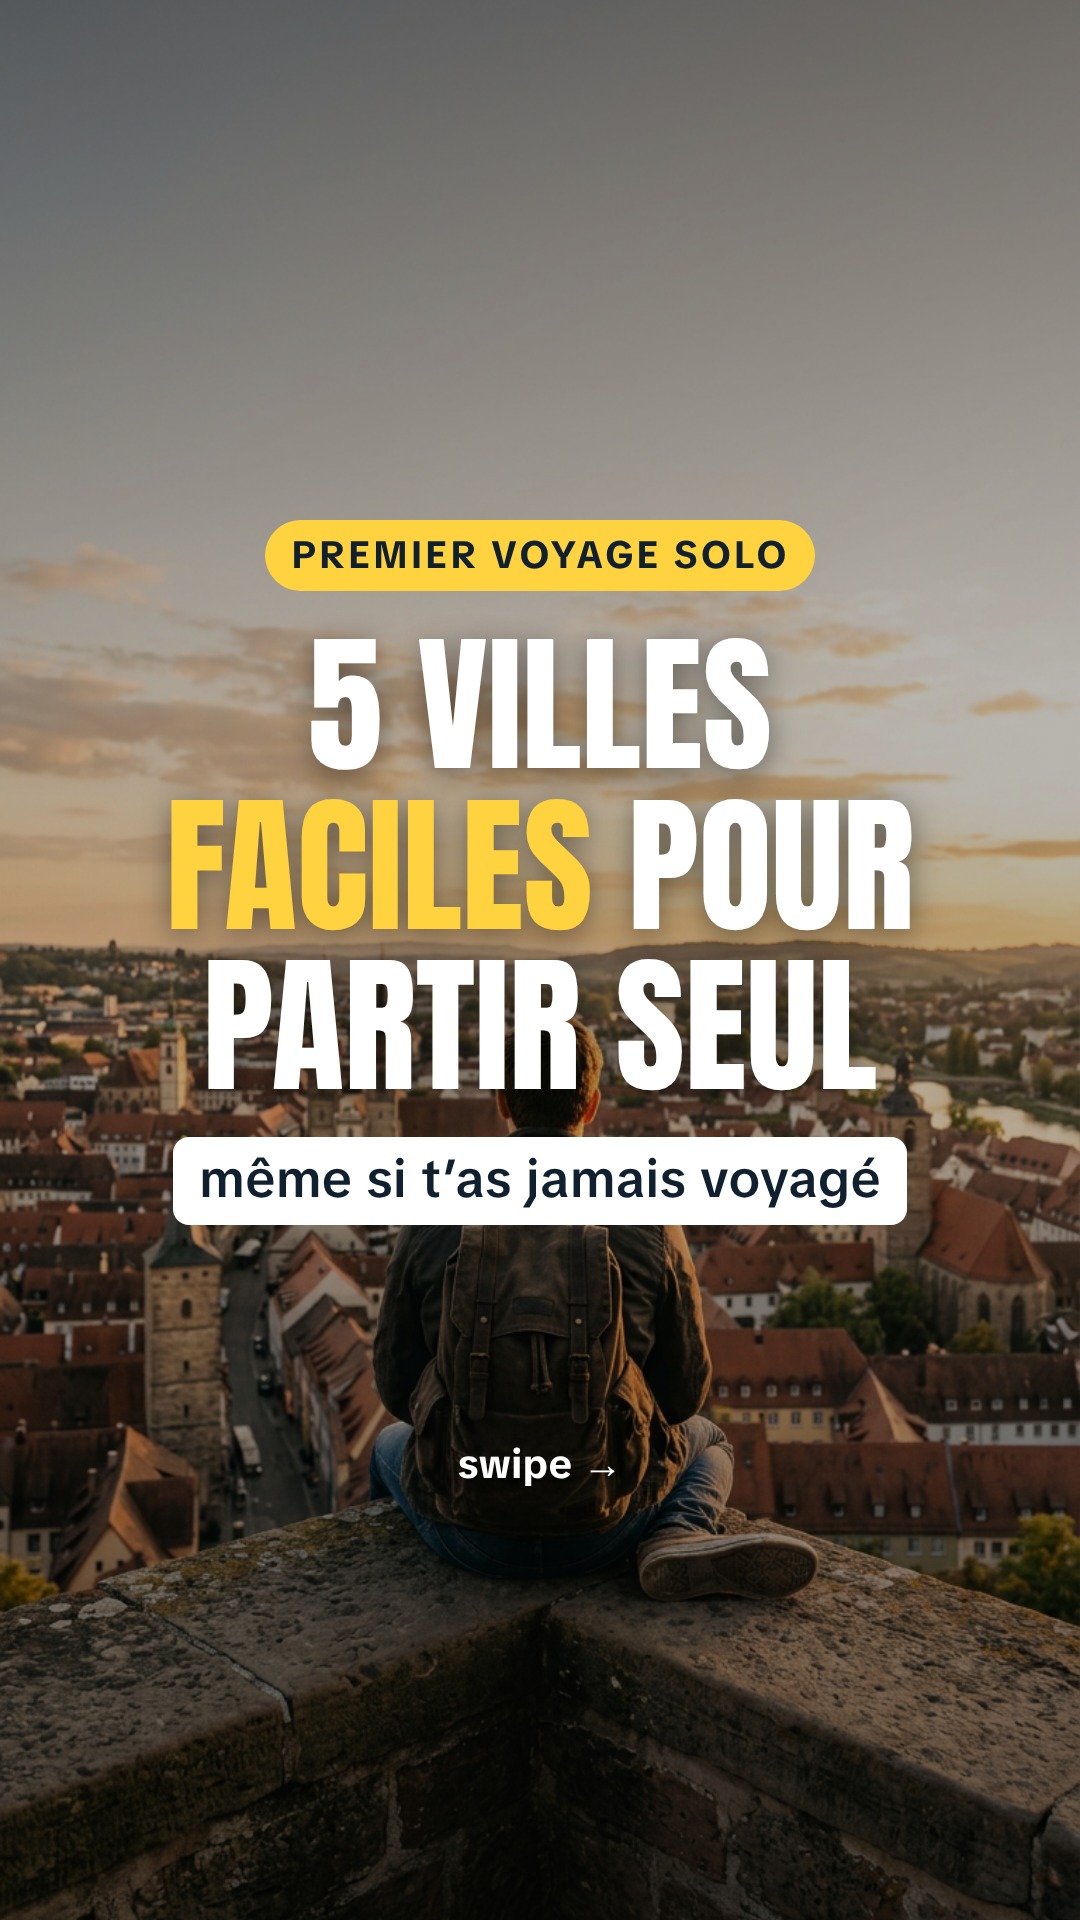 PREMIER VOYAGE SOLO
5 VILLES
FACILES POUR
PARTIR SEUL
même si t’as jamais voyagé
swipe →